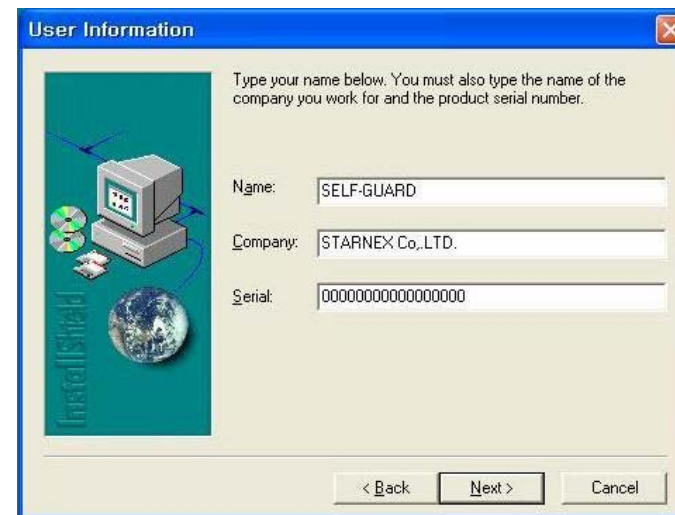 User Information
Type your name below. You must also type the name of the
company you work for and the product serial number.
Name:
SELF-GUARD
Company:
STARNEX Co,.LTD.
Serial:
00000000000000000
InstallShield
< Back
Next >
Cancel